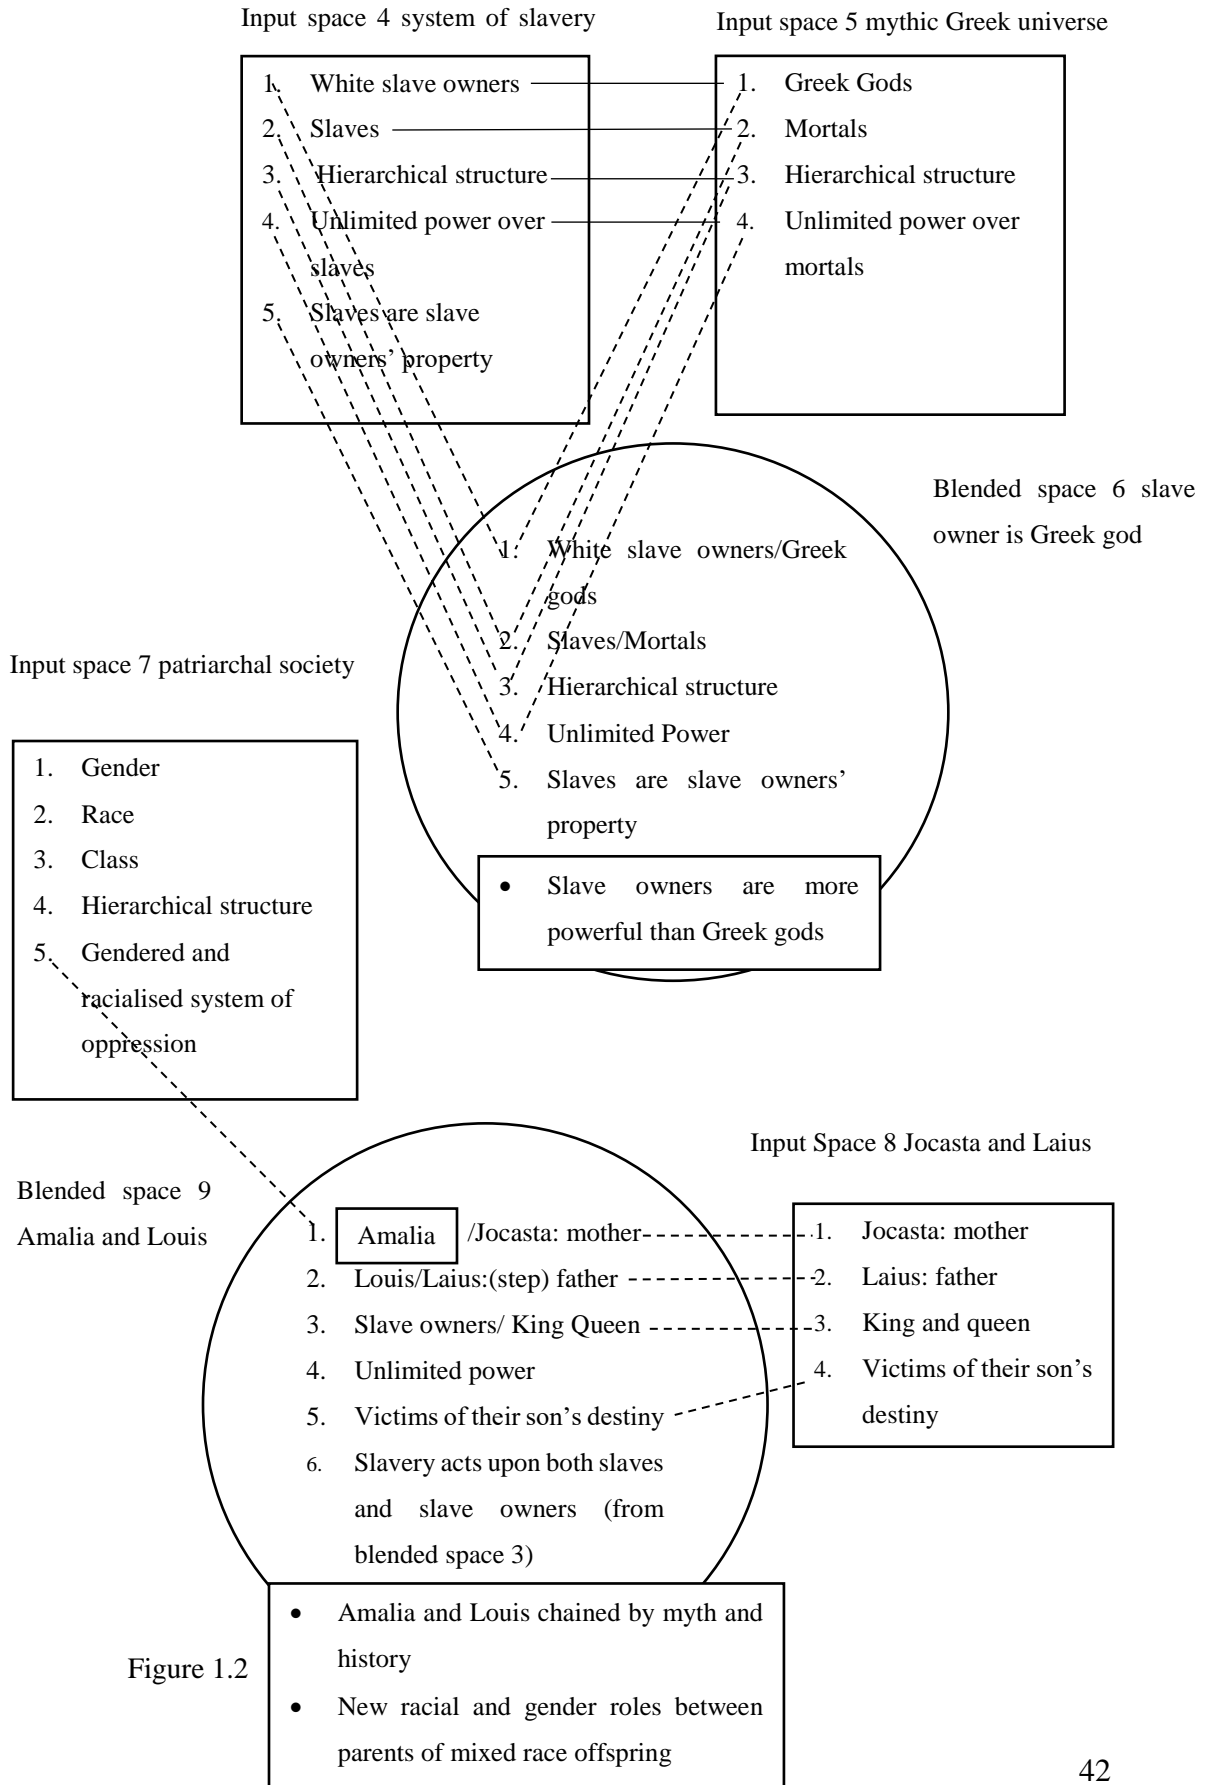 Input space 4 system of slavery
1. White slave owners
2. Slaves
3. Hierarchical structure
4. Unlimited power over
slaves
5. Slaves are slave
owners’ property
Input space 5 mythic Greek universe
1. Greek Gods
2. Mortals
3. Hierarchical structure
4. Unlimited power over
mortals
Blended space 6 slave
owner is Greek god
1. White slave owners/Greek
gods
2. Slaves/Mortals
3. Hierarchical structure
4. Unlimited Power
5. Slaves are slave owners’
property
• Slave owners are more
powerful than Greek gods
Input space 7 patriarchal society
1. Gender
2. Race
3. Class
4. Hierarchical structure
5. Gendered and
racialised system of
oppression
Input Space 8 Jocasta and Laius
1. Jocasta: mother
2. Laius: father
3. King and queen
4. Victims of their son’s
destiny
Blended space 9
Amalia and Louis
1. Amalia /Jocasta: mother
2. Louis/Laius:(step) father
3. Slave owners/ King Queen
4. Unlimited power
5. Victims of their son’s destiny
6. Slavery acts upon both slaves
and slave owners (from
blended space 3)
• Amalia and Louis chained by myth and
history
• New racial and gender roles between
parents of mixed race offspring
Figure 1.2
42